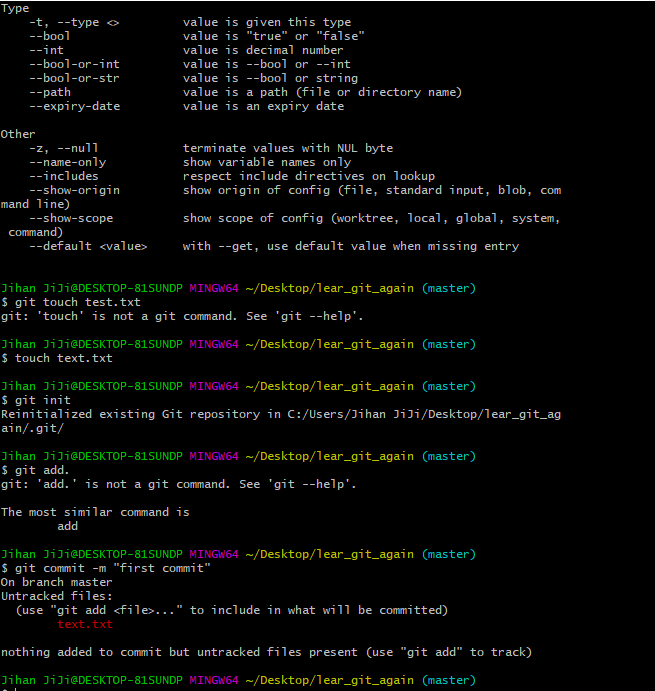 Type
    -t, --type <>         value is given this type
    --bool                value is "true" or "false"
    --int                 value is decimal number
    --bool-or-int         value is --bool or --int
    --bool-or-str         value is --bool or string
    --path                value is a path (file or directory name)
    --expiry-date         value is an expiry date

Other
    -z, --null            terminate values with NUL byte
    --name-only           show variable names only
    --includes            respect include directives on lookup
    --show-origin         show origin of config (file, standard input, blob, com
mand line)
    --show-scope          show scope of config (worktree, local, global, system,
 command)
    --default <value>     with --get, use default value when missing entry

Jihan JiJi@DESKTOP-81SUNDP MINGW64 ~/Desktop/lear_git_again (master)
$ git touch test.txt
git: 'touch' is not a git command. See 'git --help'.

Jihan JiJi@DESKTOP-81SUNDP MINGW64 ~/Desktop/lear_git_again (master)
$ touch text.txt

Jihan JiJi@DESKTOP-81SUNDP MINGW64 ~/Desktop/lear_git_again (master)
$ git init
Reinitialized existing Git repository in C:/Users/Jihan JiJi/Desktop/lear_git_ag
ain/.git/

Jihan JiJi@DESKTOP-81SUNDP MINGW64 ~/Desktop/lear_git_again (master)
$ git add.
git: 'add.' is not a git command. See 'git --help'.

The most similar command is
        add

Jihan JiJi@DESKTOP-81SUNDP MINGW64 ~/Desktop/lear_git_again (master)
$ git commit -m "first commit"
On branch master
Untracked files:
  (use "git add <file>..." to include in what will be committed)
        text.txt

nothing added to commit but untracked files present (use "git add" to track)

Jihan JiJi@DESKTOP-81SUNDP MINGW64 ~/Desktop/lear_git_again (master)